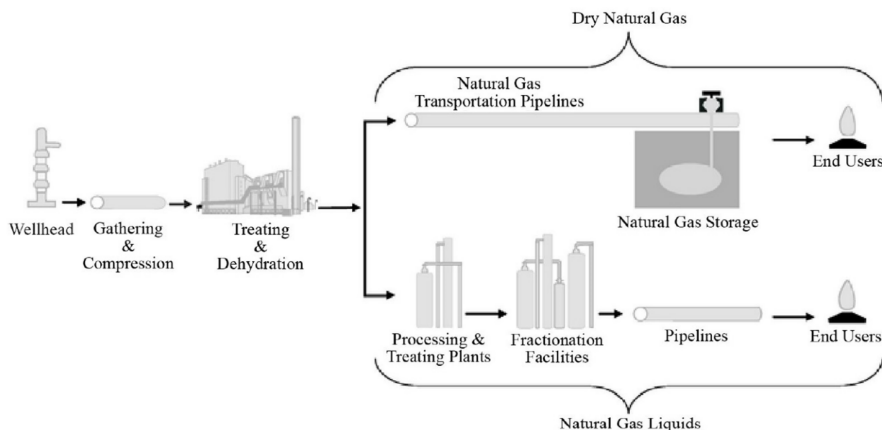 Dry Natural Gas
Natural Gas
Transportation Pipelines
End Users
Natural Gas Storage
Wellhead
Gathering
&
Compression
Treating
&
Dehydration
Processing &
Treating Plants
Fractionation
Facilities
Pipelines
End Users
Natural Gas Liquids